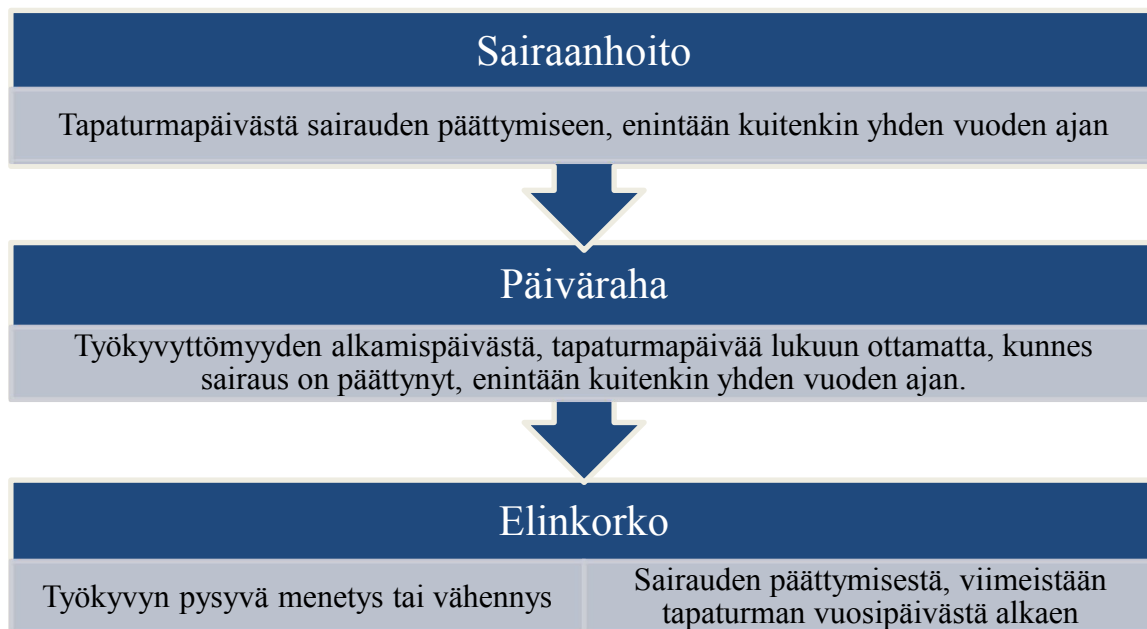 Sairaanhoito
Tapaturmapäivästä sairauden päättymiseen, enintään kuitenkin yhden vuoden ajan
Päiväraha
Työkyvyttömyyden alkamispäivästä, tapaturmapäivää lukuun ottamatta, kunnes
sairaus on päättynyt, enintään kuitenkin yhden vuoden ajan.
Elinkorko
Työkyvyn pysyvä menetys tai vähennys
Sairauden päättymisestä, viimeistään
tapaturman vuosipäivästä alkaen